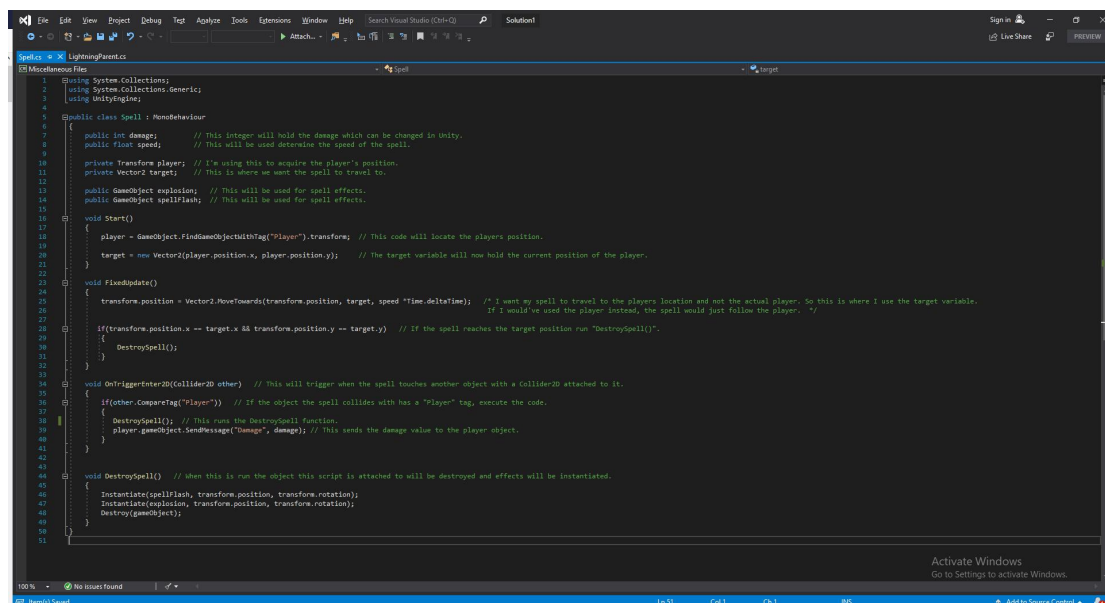 File Edit View Project Debug Test Analyze Tools Extensions Window Help Search Visual Studio (Ctrl+Q) Solution1 Sign in
Attach... Live Share PREVIEW
Spell.cs LightningParent.cs
Miscellaneous Files Spell target
1 using System.Collections;
2 using System.Collections.Generic;
3 using UnityEngine;
4
5 public class Spell : MonoBehaviour
6 {
7 public int damage; // This integer will hold the damage which can be changed in Unity.
8 public float speed; // This will be used determine the speed of the spell.
9
10 private Transform player; // I'm using this to acquire the player's position.
11 private Vector2 target; // This is where we want the spell to travel to.
12
13 public GameObject explosion; // This will be used for spell effects.
14 public GameObject spellFlash; // This will be used for spell effects.
15
16 void Start()
17 {
18 player = GameObject.FindGameObjectWithTag("Player").transform; // This code will locate the players position.
19
20 target = new Vector2(player.position.x, player.position.y); // The target variable will now hold the current position of the player.
21 }
22
23 void FixedUpdate()
24 {
25 transform.position = Vector2.MoveTowards(transform.position, target, speed *Time.deltaTime); /* I want my spell to travel to the players location and not the actual player. So this is where I use the target variable.
26 If I would've used the player instead, the spell would just follow the player. */
27
28 if(transform.position.x == target.x && transform.position.y == target.y) // If the spell reaches the target position run "DestroySpell()".
29 {
30 DestroySpell();
31 }
32 }
33
34 void OnTriggerEnter2D(Collider2D other) // This will trigger when the spell touches another object with a Collider2D attached to it.
35 {
36 if(other.CompareTag("Player")) // If the object the spell collides with has a "Player" tag, execute the code.
37 {
38 DestroySpell(); // This runs the DestroySpell function.
39 player.gameObject.SendMessage("Damage", damage); // This sends the damage value to the player object.
40 }
41 }
42
43
44 void DestroySpell() // When this is run the object this script is attached to will be destroyed and effects will be instantiated.
45 {
46 Instantiate(spellFlash, transform.position, transform.rotation);
47 Instantiate(explosion, transform.position, transform.rotation);
48 Destroy(gameObject);
49 }
50 }
51
Activate Windows
Go to Settings to activate Windows.
100 % No issues found
Item(s) Saved Ln 51 Col 1 Ch 1 INS Add to Source Control